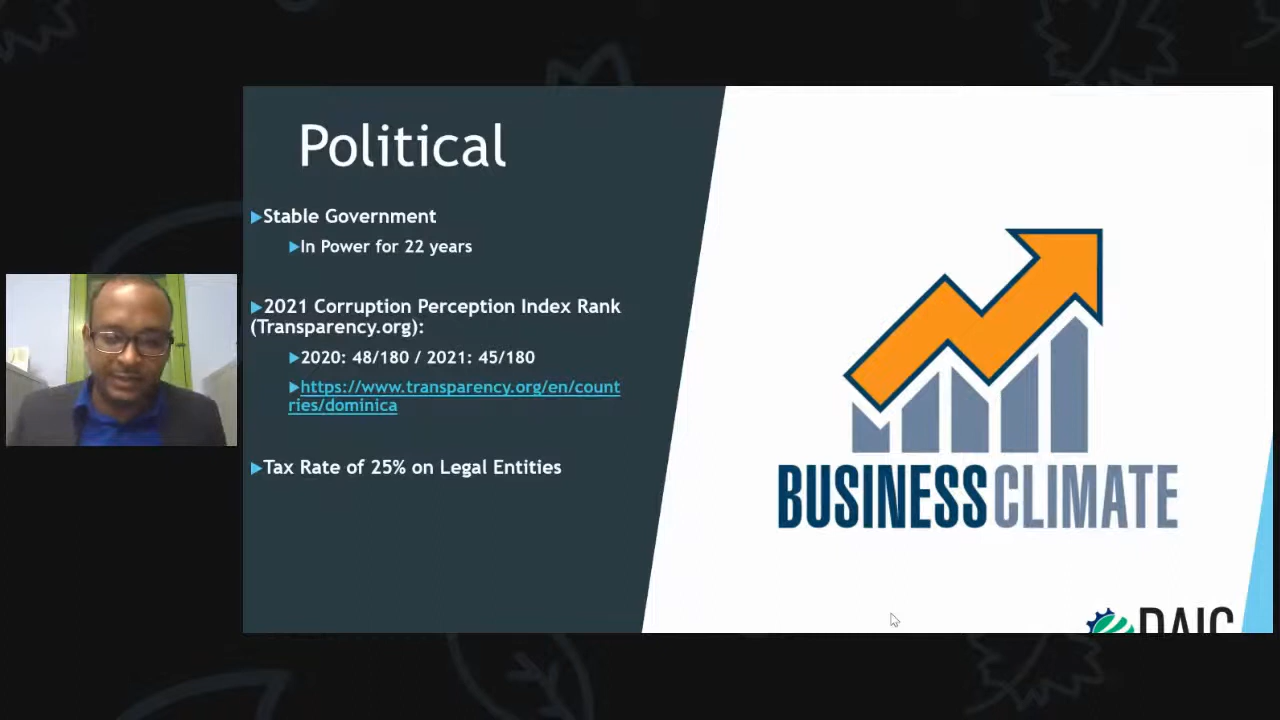 Political
▶Stable Government
▶In Power for 22 years
▶2021 Corruption Perception Index Rank
(Transparency.org):
▶2020: 48/180 / 2021: 45/180
▶https://www.transparency.org/en/count
ries/dominica
▶Tax Rate of 25% on Legal Entities
BUSINESS CLIMATE
DAIC